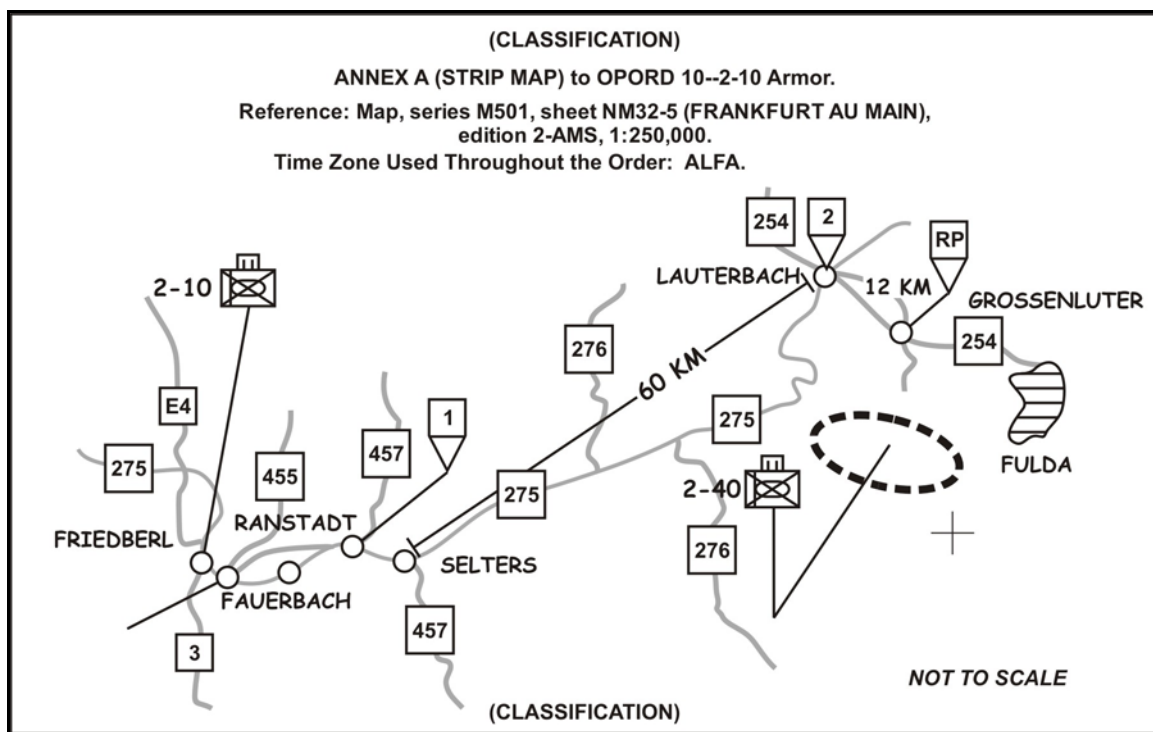 (CLASSIFICATION)
ANNEX A (STRIP MAP) to OPORD 10--2-10 Armor.
Reference: Map, series M501, sheet NM32-5 (FRANKFURT AU MAIN),
edition 2-AMS, 1:250,000.
Time Zone Used Throughout the Order: ALFA.
254
2
RP
2-10
LAUTERBACH
12 KM
GROSSENLUTER
276
254
60 KM
E4
457
1
275
FULDA
275
455
2-40
RANSTADT
275
FRIEDBERL
SELTERS
276
FAUERBACH
457
3
NOT TO SCALE
(CLASSIFICATION)